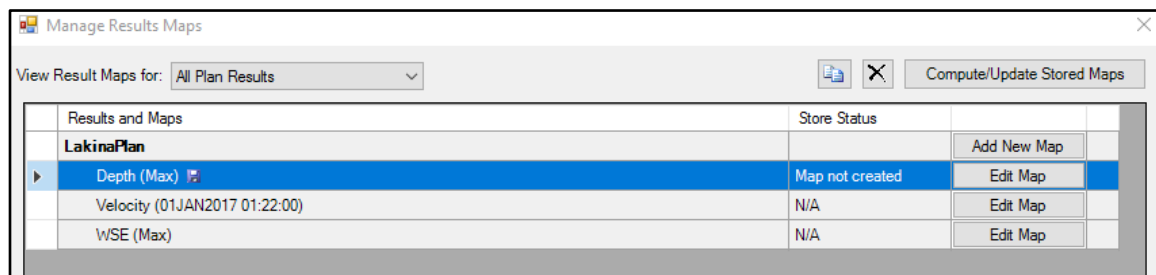 Manage Results Maps
View Result Maps for: All Plan Results Compute/Update Stored Maps
Results and Maps Store Status
LakinaPlan Add New Map
Depth (Max) Map not created Edit Map
Velocity (01JAN2017 01:22:00) N/A Edit Map
WSE (Max) N/A Edit Map